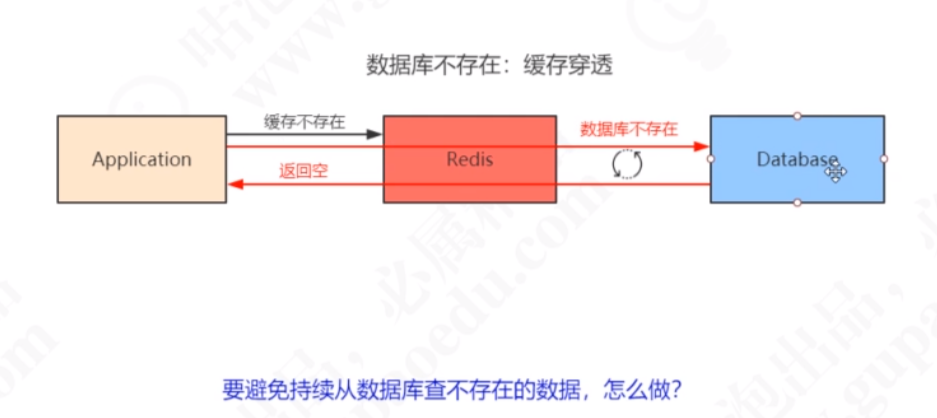 数据库不存在：缓存穿透
缓存不存在
数据库不存在
Application
Redis
Database
返回空
要避免持续从数据库查不存在的数据，怎么做？